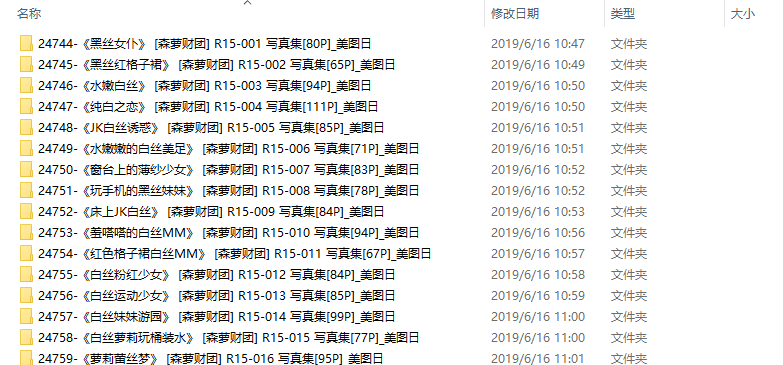 名称 修改日期 类型 大小
24744-《黑丝女仆》 [森萝财团] R15-001 写真集[80P]_美图日 2019/6/16 10:47 文件夹
24745-《黑丝红格子裙》 [森萝财团] R15-002 写真集[65P]_美图日 2019/6/16 10:49 文件夹
24746-《水嫩白丝》 [森萝财团] R15-003 写真集[94P]_美图日 2019/6/16 10:50 文件夹
24747-《纯白之恋》 [森萝财团] R15-004 写真集[111P]_美图日 2019/6/16 10:50 文件夹
24748-《JK白丝诱惑》 [森萝财团] R15-005 写真集[85P]_美图日 2019/6/16 10:51 文件夹
24749-《水嫩嫩的白丝美足》 [森萝财团] R15-006 写真集[71P]_美图日 2019/6/16 10:51 文件夹
24750-《窗台上的薄纱少女》 [森萝财团] R15-007 写真集[83P]_美图日 2019/6/16 10:52 文件夹
24751-《玩手机的黑丝妹妹》 [森萝财团] R15-008 写真集[78P]_美图日 2019/6/16 10:52 文件夹
24752-《床上JK白丝》 [森萝财团] R15-009 写真集[84P]_美图日 2019/6/16 10:53 文件夹
24753-《羞嗒嗒的白丝MM》 [森萝财团] R15-010 写真集[94P]_美图日 2019/6/16 10:56 文件夹
24754-《红色格子裙白丝MM》 [森萝财团] R15-011 写真集[67P]_美图日 2019/6/16 10:57 文件夹
24755-《白丝粉红少女》 [森萝财团] R15-012 写真集[84P]_美图日 2019/6/16 10:58 文件夹
24756-《白丝运动少女》 [森萝财团] R15-013 写真集[85P]_美图日 2019/6/16 10:59 文件夹
24757-《白丝妹妹游园》 [森萝财团] R15-014 写真集[99P]_美图日 2019/6/16 11:00 文件夹
24758-《白丝萝莉玩桶装水》 [森萝财团] R15-015 写真集[77P]_美图日 2019/6/16 11:00 文件夹
24759-《萝莉蕾丝梦》 [森萝财团] R15-016 写真集[95P]_美图日 2019/6/16 11:01 文件夹